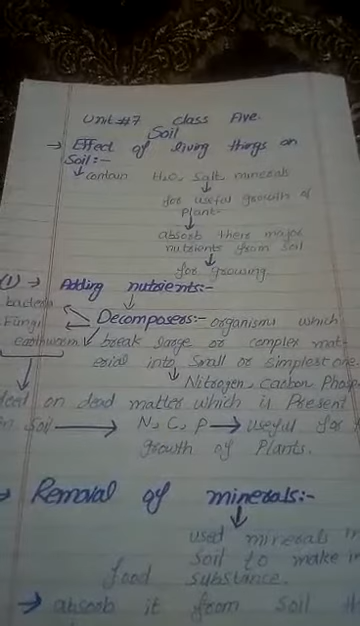 Unit #7 Class Five.
Soil
→ Effect of living things on
Soil:-
↓ contain H2O, Salt, minerals
↓
for useful growth of
Plant
↓
absorb their major
nutrients from soil
↓
for growing
(1) → Adding nutrients:-
↓
bacteria
Fungi ← Decomposers:- organisms which
earthworm break large or complex mat-
erial into Small or simplest one.
↓ Nitrogen, Carbon, Phosp-
feed on dead matter which is Present
in Soil → N, C, P → useful for
growth of Plants.
→ Removal of minerals:-
↓
used minerals in
soil to make
food substance.
→ absorb it from soil